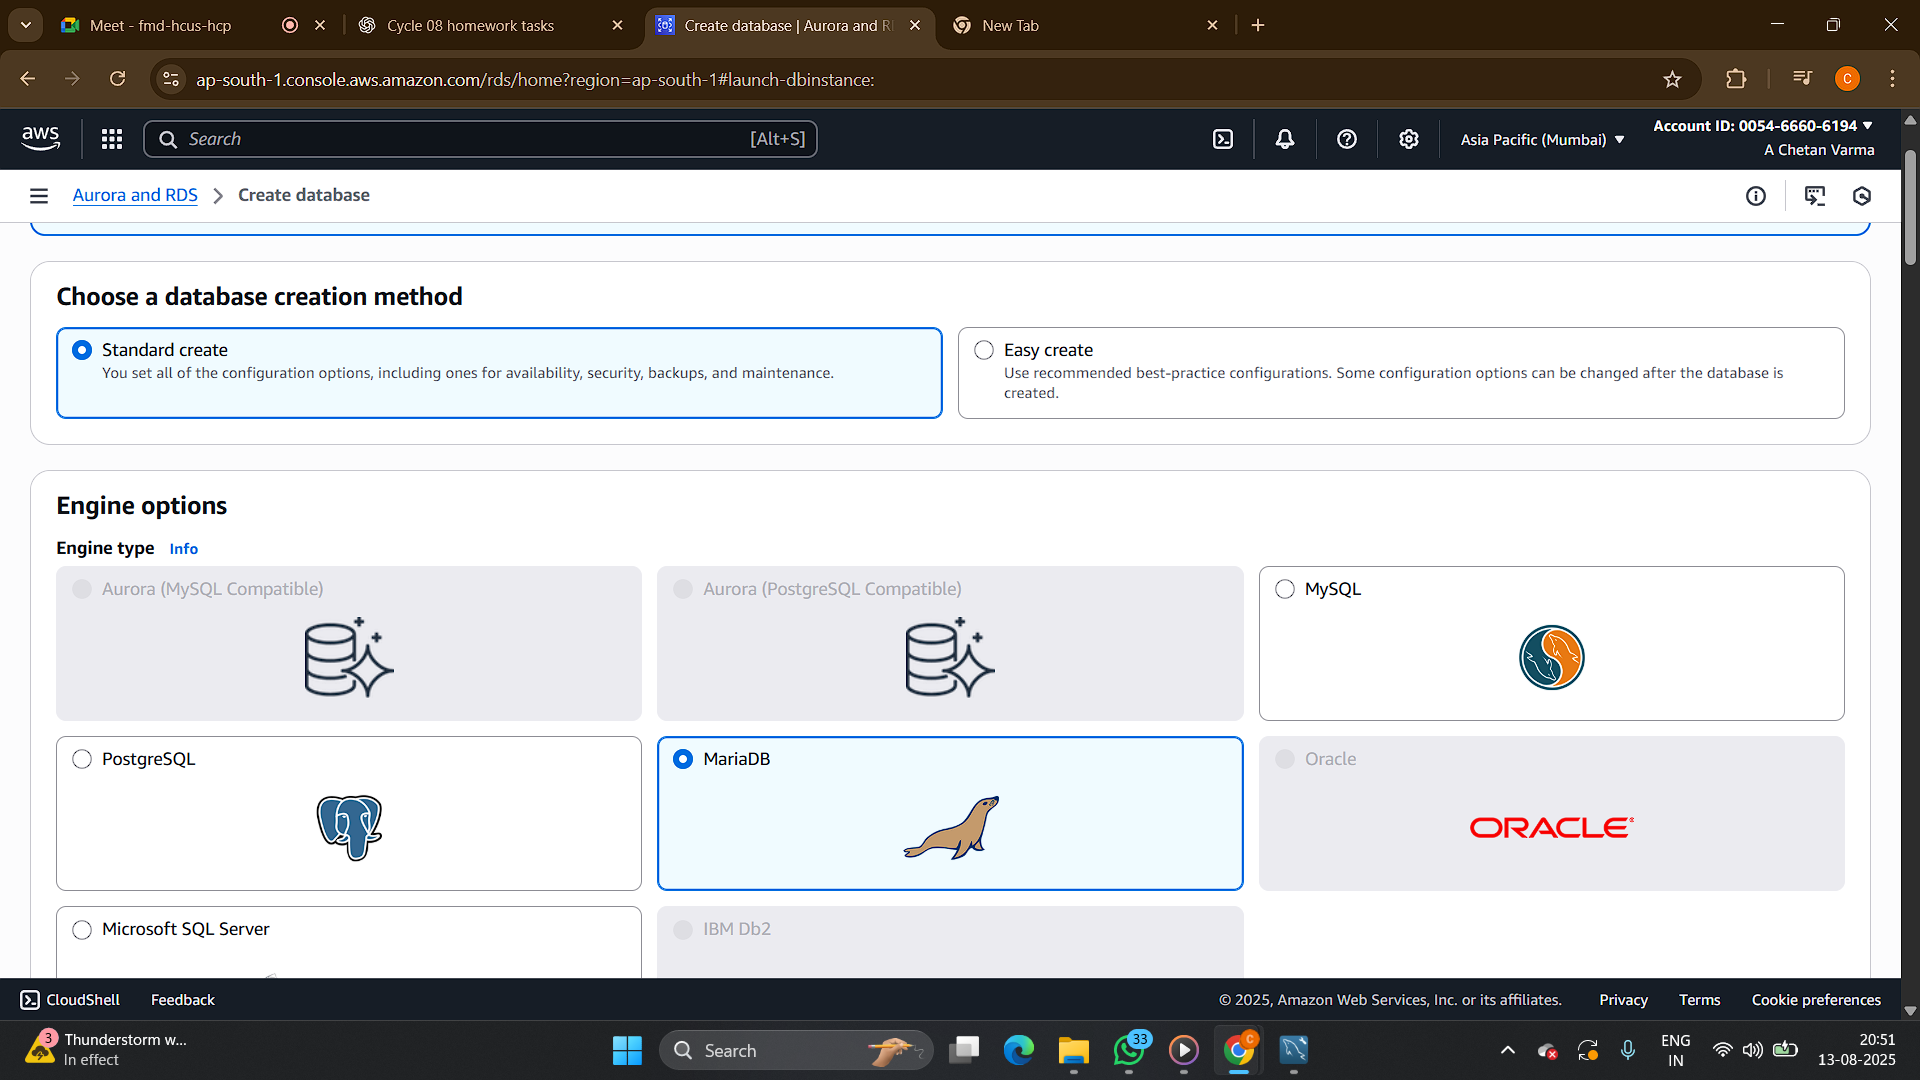 Meet - fmd-hcus-hcp
Cycle 08 homework tasks
Create database | Aurora and R
New Tab
ap-south-1.console.aws.amazon.com/rds/home?region=ap-south-1#launch-dbinstance:
C
aws
Search
[Alt+S]
Asia Pacific (Mumbai)
Account ID: 0054-6660-6194
A Chetan Varma
Aurora and RDS
Create database
Choose a database creation method
Standard create
You set all of the configuration options, including ones for availability, security, backups, and maintenance.
Easy create
Use recommended best-practice configurations. Some configuration options can be changed after the database is
created.
Engine options
Engine type Info
Aurora (MySQL Compatible)
Aurora (PostgreSQL Compatible)
MySQL
PostgreSQL
MariaDB
Oracle
ORACLE
Microsoft SQL Server
IBM Db2
CloudShell
Feedback
© 2025, Amazon Web Services, Inc. or its affiliates.
Privacy
Terms
Cookie preferences
3
Thunderstorm w...
In effect
Search
33
C
ENG
IN
20:51
13-08-2025